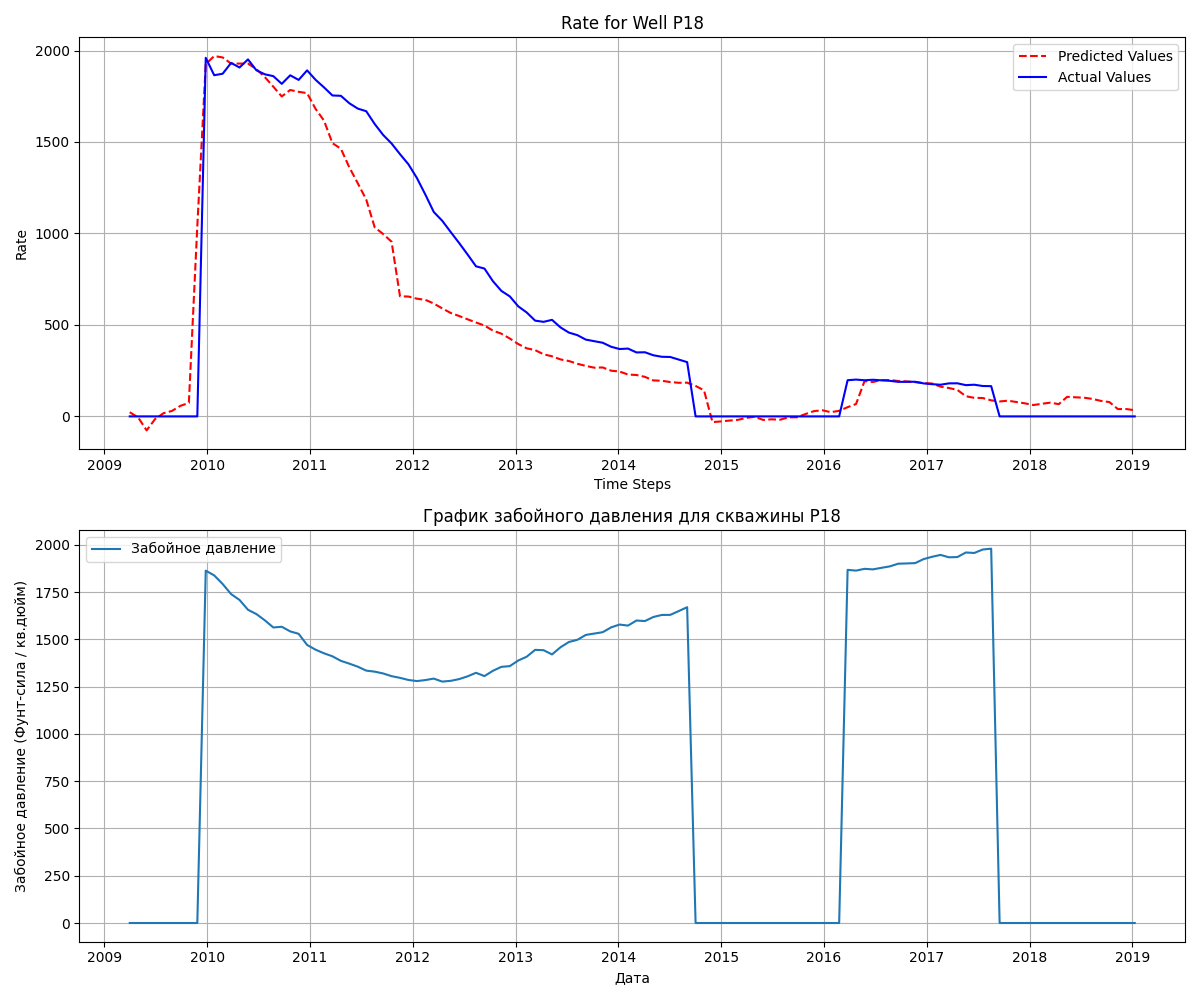 Rate for Well P18
2000
1500
1000
500
0
Rate
Predicted Values
Actual Values
2009 2010 2011 2012 2013 2014 2015 2016 2017 2018 2019
Time Steps
График забойного давления для скважины P18
2000
1750
1500
1250
1000
750
500
250
0
Забойное давление (Фунт-сила / кв.дюйм)
Забойное давление
2009 2010 2011 2012 2013 2014 2015 2016 2017 2018 2019
Дата